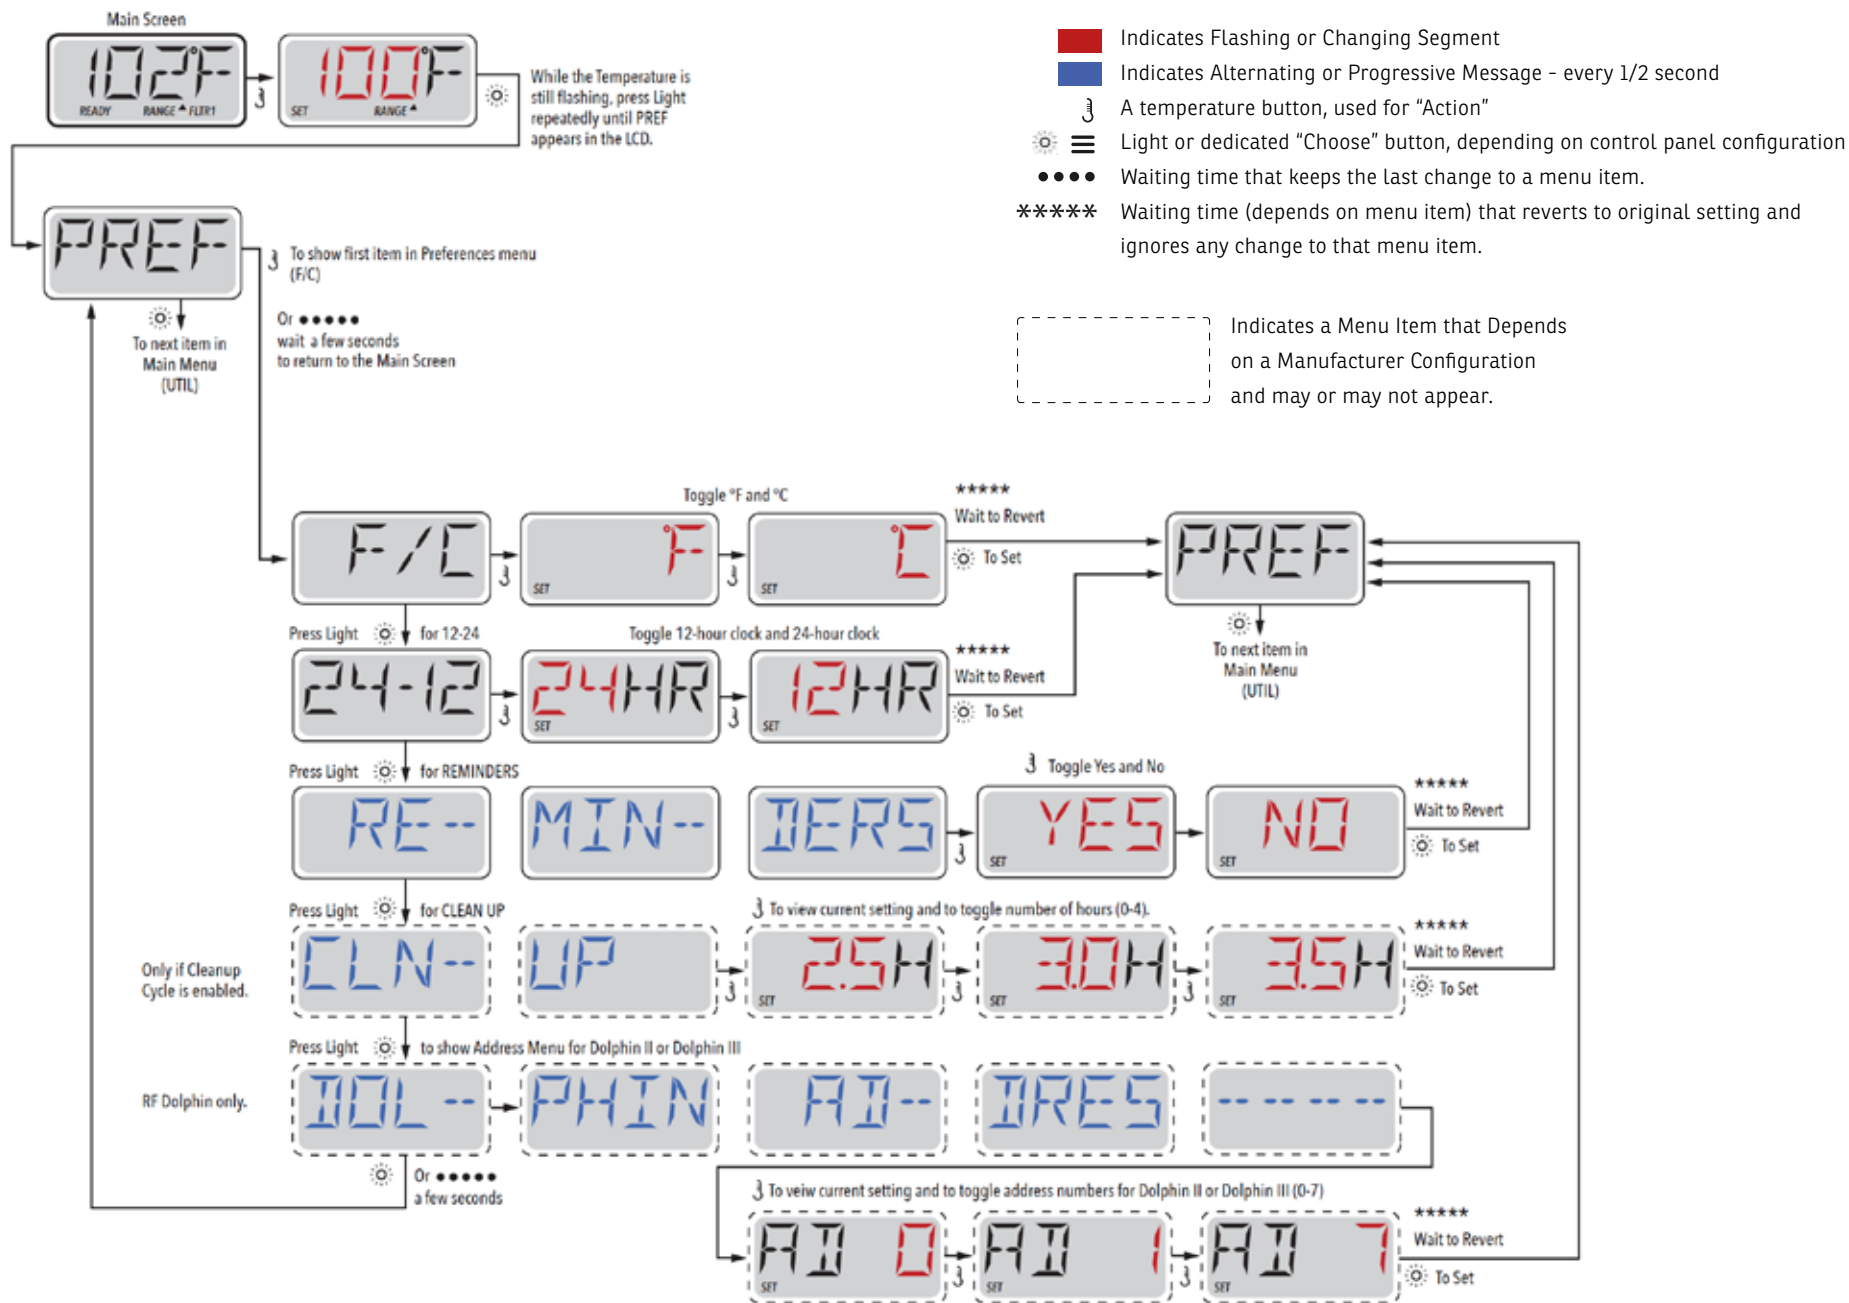 Main Screen
102°F
READY RANGE FLTR1
100°F
SET RANGE
While the Temperature is
still flashing, press Light
repeatedly until PREF
appears in the LCD.
Indicates Flashing or Changing Segment
Indicates Alternating or Progressive Message - every 1/2 second
A temperature button, used for “Action”
Light or dedicated “Choose” button, depending on control panel configuration
Waiting time that keeps the last change to a menu item.
***** Waiting time (depends on menu item) that reverts to original setting and
ignores any change to that menu item.
Indicates a Menu Item that Depends
on a Manufacturer Configuration
and may or may not appear.
PREF
To show first item in Preferences menu
(F/C)
Or •••••
wait a few seconds
to return to the Main Screen
To next item in
Main Menu
(UTIL)
Toggle °F and °C
F/C
°F
SET
°C
SET
*****
Wait to Revert
To Set
PREF
To next item in
Main Menu
(UTIL)
Press Light for 12-24
Toggle 12-hour clock and 24-hour clock
24-12
24HR
SET
12HR
SET
*****
Wait to Revert
To Set
Press Light for REMINDERS
Toggle Yes and No
RE--
MIN--
DERS
YES
SET
NO
SET
*****
Wait to Revert
To Set
Press Light for CLEAN UP
To view current setting and to toggle number of hours (0-4).
Only if Cleanup
Cycle is enabled.
CLN--
UP
2.5H
SET
3.0H
SET
3.5H
SET
*****
Wait to Revert
To Set
Press Light to show Address Menu for Dolphin II or Dolphin III
RF Dolphin only.
DOL--
PHIN
AD--
DRES
-- -- -- --
Or •••••
a few seconds
To veiw current setting and to toggle address numbers for Dolphin II or Dolphin III (0-7)
AD 0
SET
AD 1
SET
AD 7
SET
*****
Wait to Revert
To Set